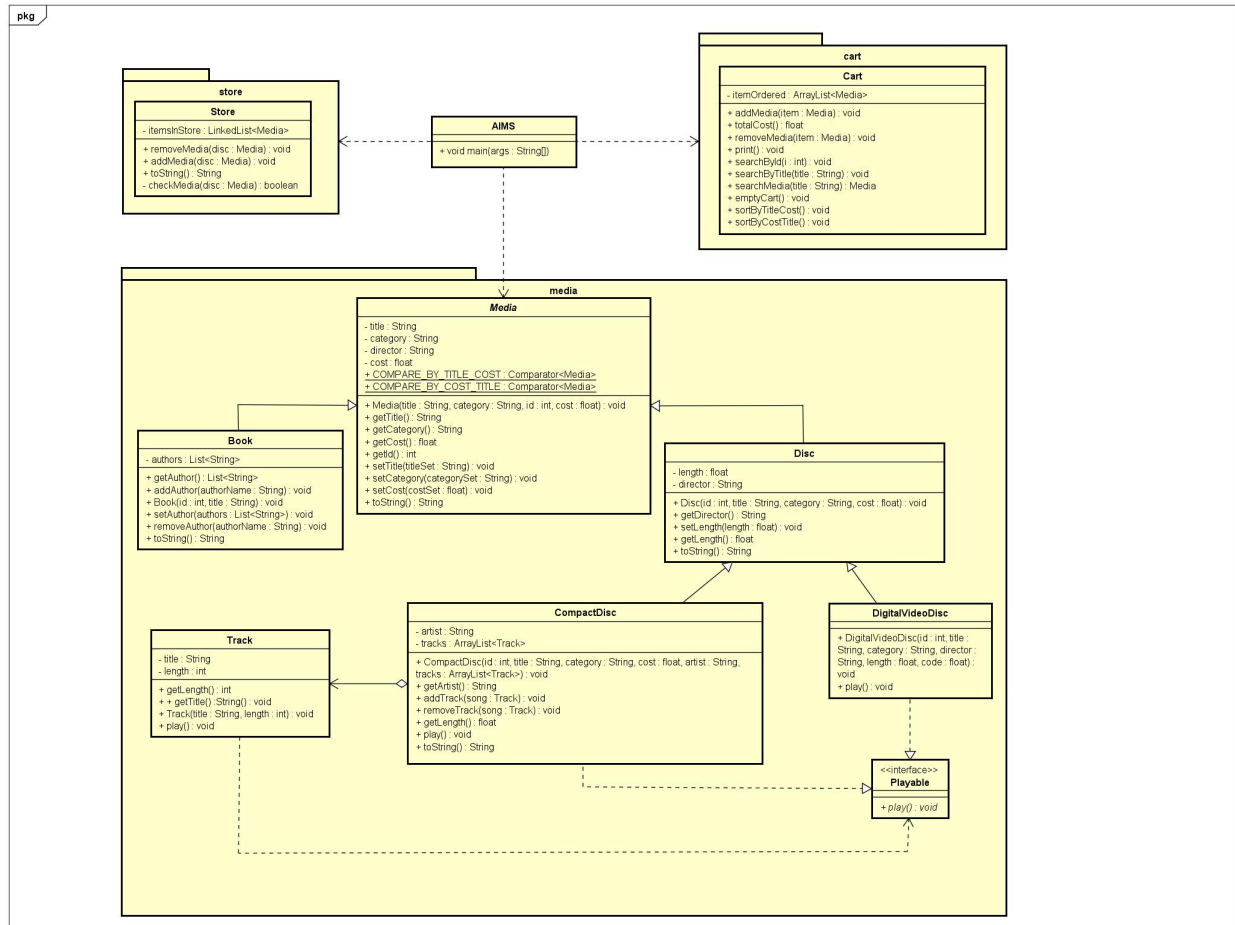 pkg
store
Store
- itemsInStore : LinkedList<Media>
+ removeMedia(disc : Media) : void
+ addMedia(disc : Media) : void
+ toString() : String
- checkMedia(disc : Media) : boolean
AIMS
+ void main(args : String[])
cart
Cart
- itemOrdered : ArrayList<Media>
+ addMedia(item : Media) : void
+ totalCost() : float
+ removeMedia(item : Media) : void
+ print() : void
+ searchById(i : int) : void
+ searchByTitle(title : String) : void
+ searchMedia(title : String) : Media
+ emptyCart() : void
+ sortByTitleCost() : void
+ sortByCostTitle() : void
media
Media
- title : String
- category : String
- director : String
- cost : float
+ COMPARE_BY_TITLE_COST : Comparator<Media>
+ COMPARE_BY_COST_TITLE : Comparator<Media>
+ Media(title : String, category : String, id : int, cost : float) : void
+ getTitle() : String
+ getCategory() : String
+ getCost() : float
+ getId() : int
+ setTitle(titleSet : String) : void
+ setCategory(categorySet : String) : void
+ setCost(costSet : float) : void
+ toString() : String
Book
- authors : List<String>
+ getAuthor() : List<String>
+ addAuthor(authorName : String) : void
+ Book(id : int, title : String) : void
+ setAuthor(authors : List<String>) : void
+ removeAuthor(authorName : String) : void
+ toString() : String
Disc
- length : float
- director : String
+ Disc(id : int, title : String, category : String, cost : float) : void
+ getDirector() : String
+ setLength(length : float) : void
+ getLength() : float
+ toString() : String
CompactDisc
- artist : String
- tracks : ArrayList<Track>
+ CompactDisc(id : int, title : String, category : String, cost : float, artist : String,
tracks : ArrayList<Track>) : void
+ getArtist() : String
+ addTrack(song : Track) : void
+ removeTrack(song : Track) : void
+ getLength() : float
+ play() : void
+ toString() : String
DigitalVideoDisc
+ DigitalVideoDisc(id : int, title :
String, category : String, director :
String, length : float, code : float) :
void
+ play() : void
Track
- title : String
- length : int
+ getLength() : int
+ + getTitle() :String() : void
+ Track(title : String, length : int) : void
+ play() : void
<<interface>>
Playable
+ play() : void